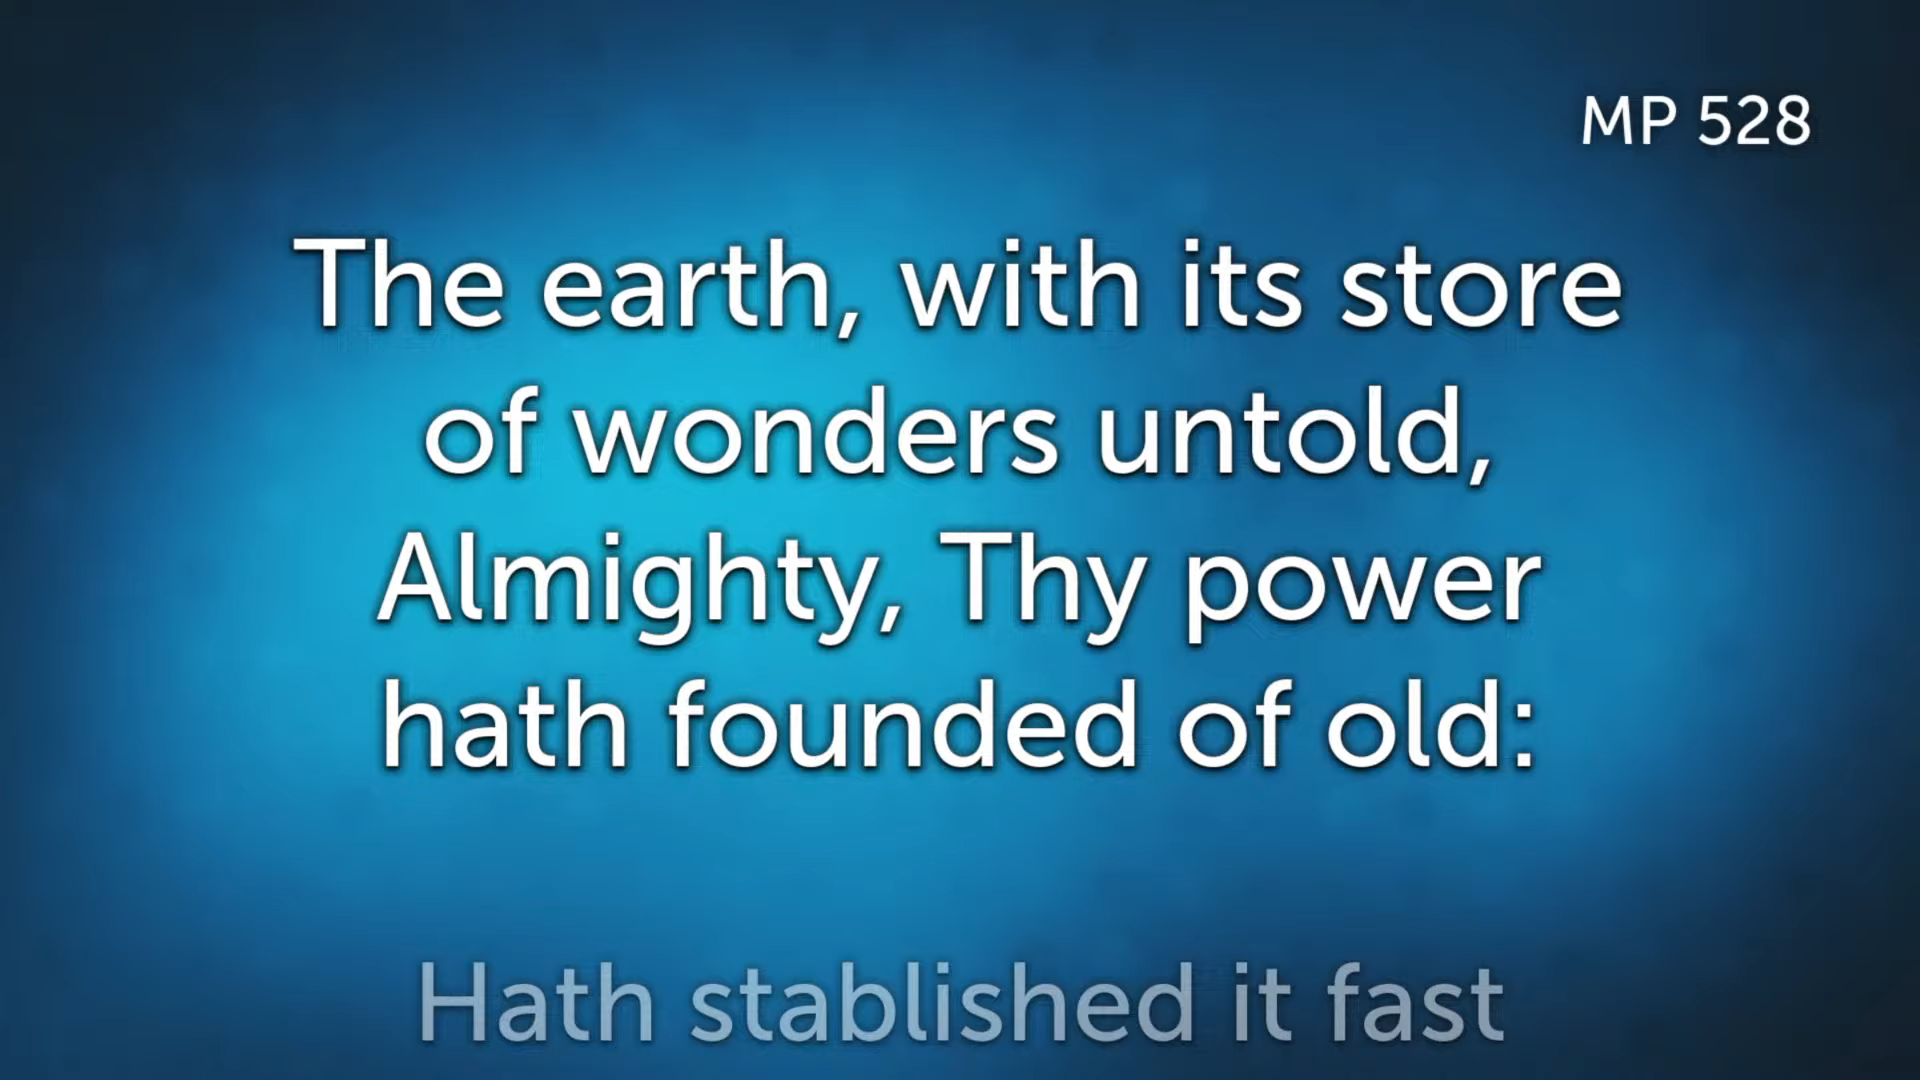 MP 528
The earth, with its store
of wonders untold,
Almighty, Thy power
hath founded of old:
Hath stablished it fast